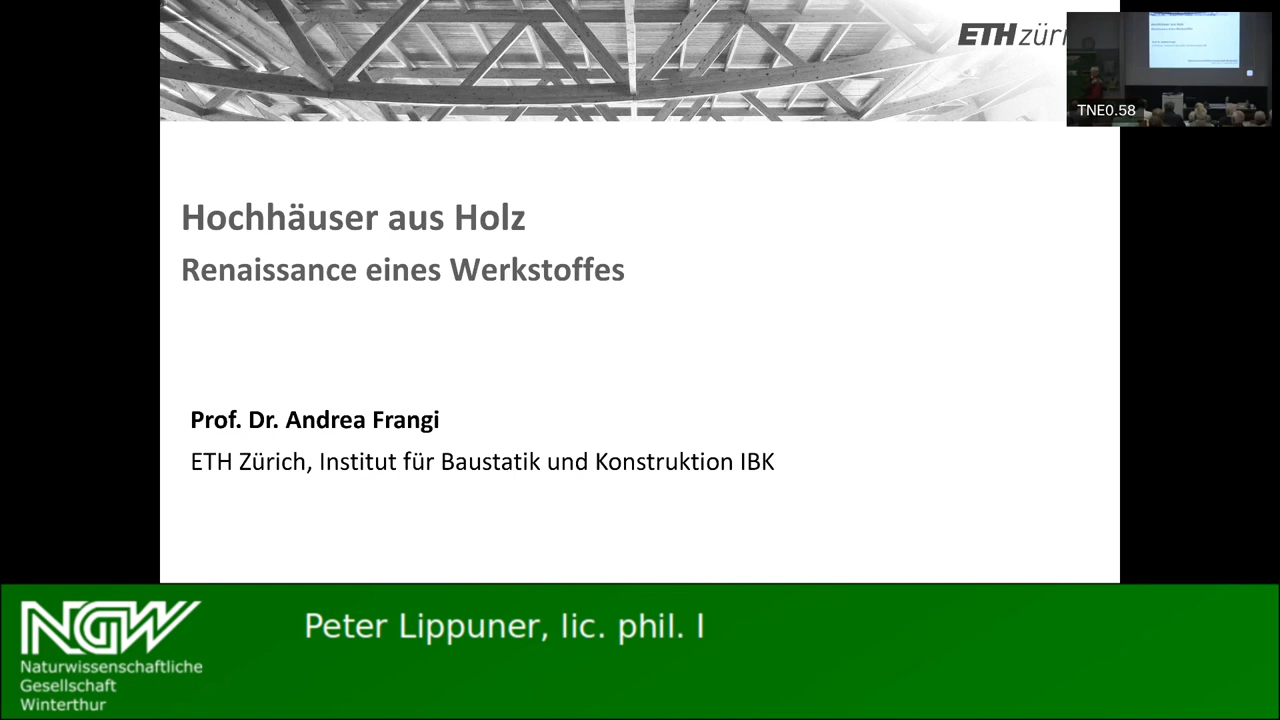 ETH züri
TNE0.58
Hochhäuser aus Holz
Renaissance eines Werkstoffes
Prof. Dr. Andrea Frangi
ETH Zürich, Institut für Baustatik und Konstruktion IBK
NGW
Naturwissenschaftliche
Gesellschaft
Winterthur
Peter Lippuner, lic. phil. I